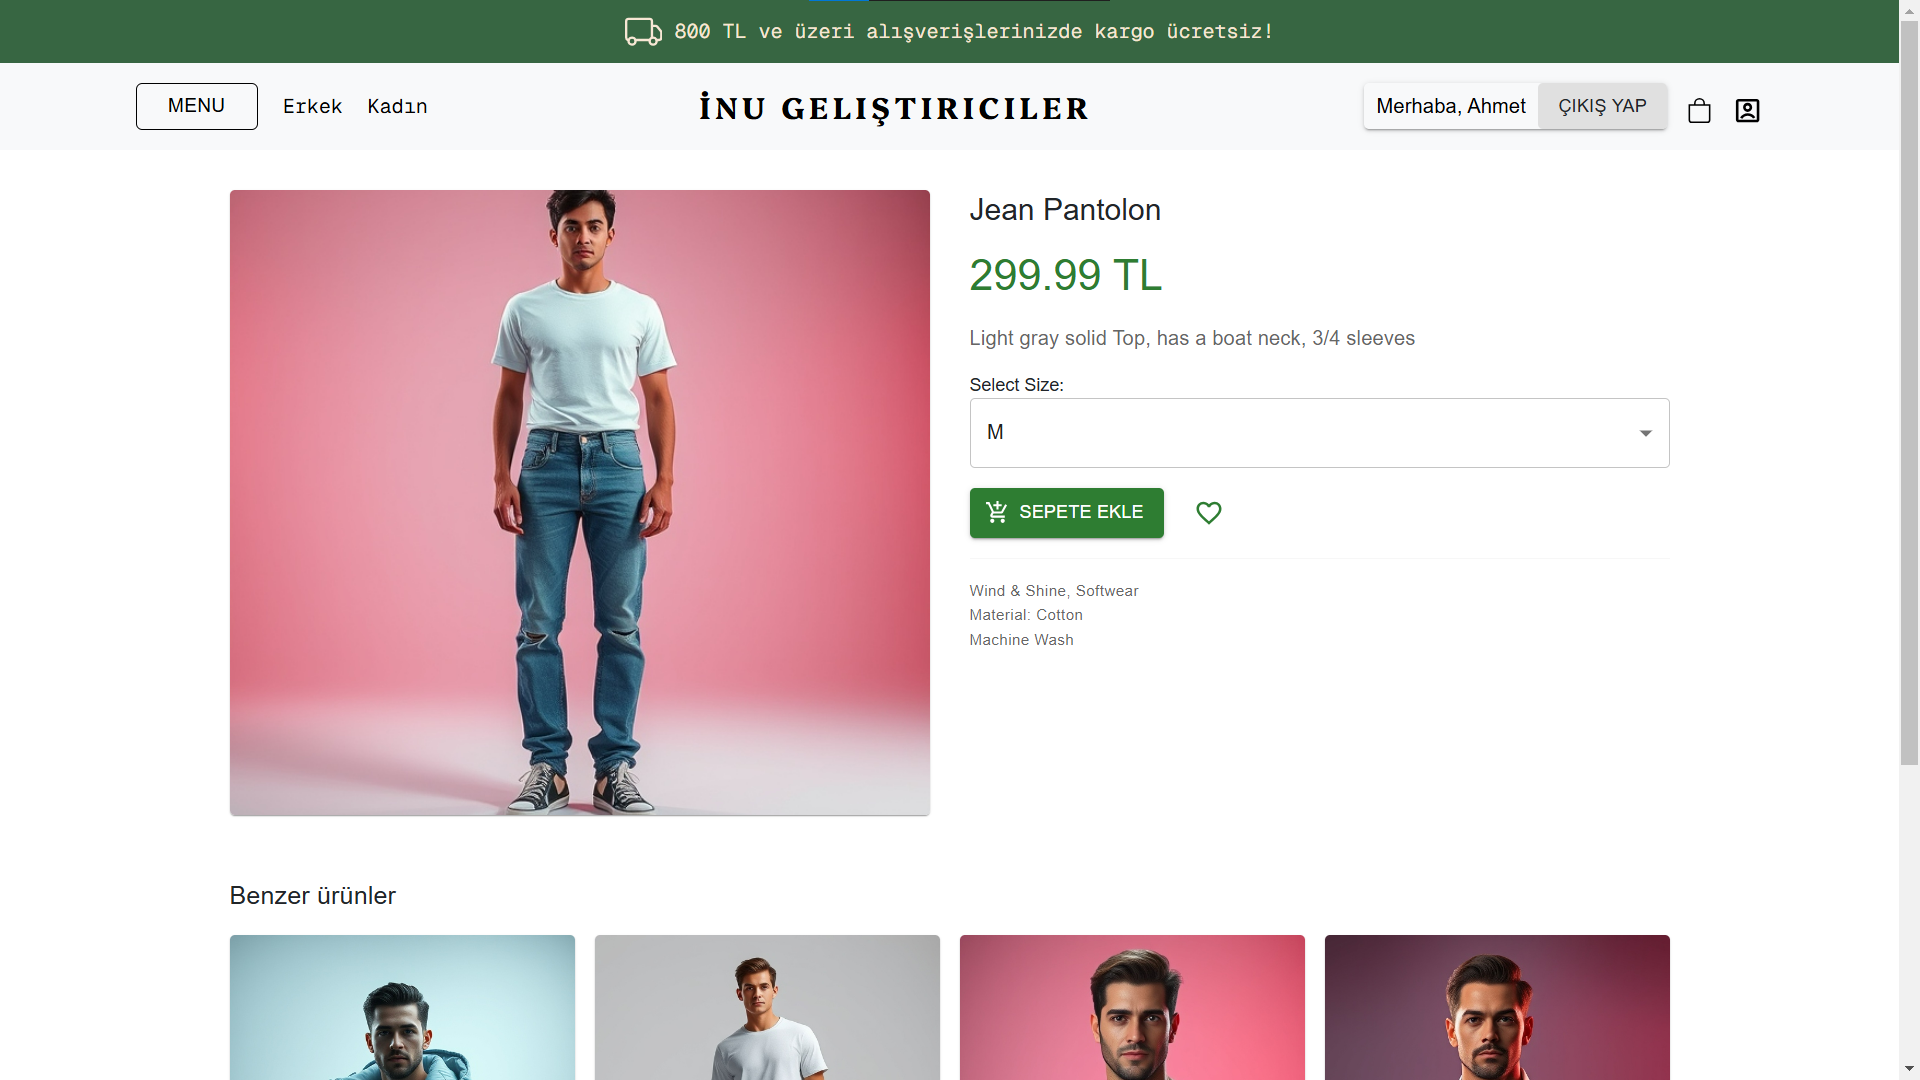 800 TL ve üzeri alışverişlerinizde kargo ücretsiz!
MENU Erkek Kadın İNU GELIŞTIRICILER Merhaba, Ahmet ÇIKIŞ YAP
Jean Pantolon
299.99 TL
Light gray solid Top, has a boat neck, 3/4 sleeves
Select Size:
M
SEPETE EKLE
Wind & Shine, Softwear
Material: Cotton
Machine Wash
Benzer ürünler